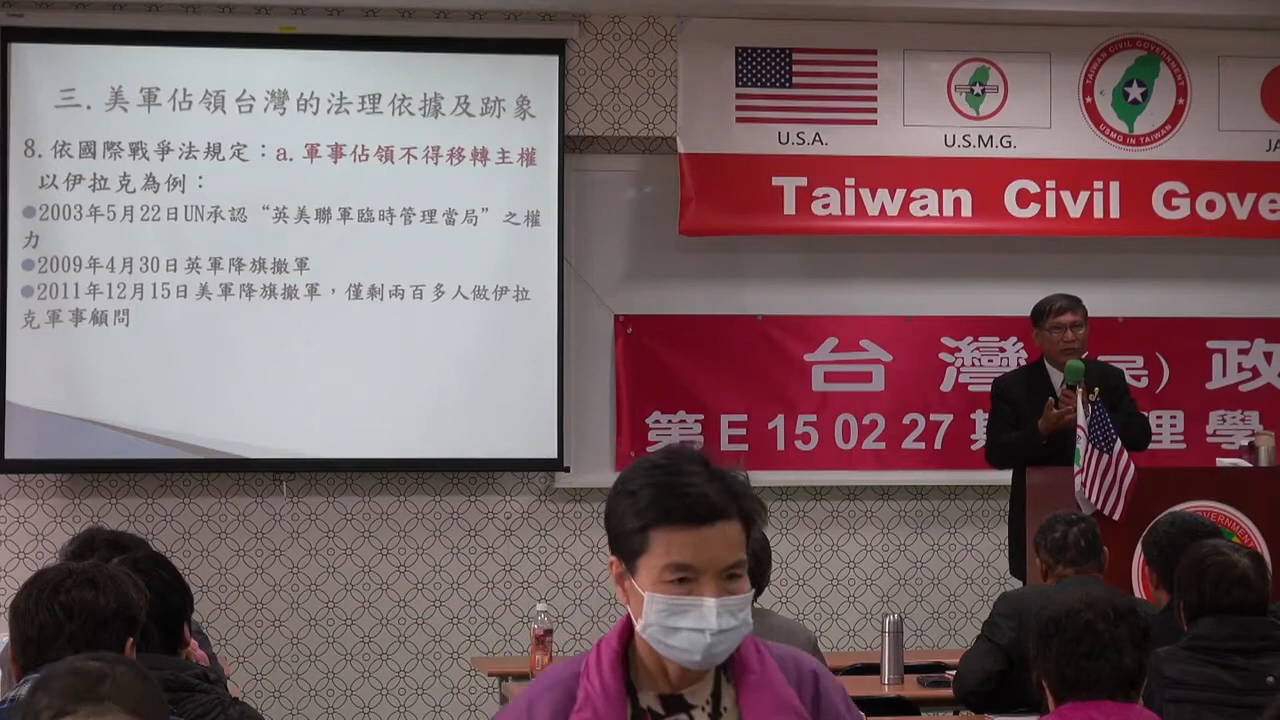 三.美軍佔領台灣的法理依據及跡象
8.依國際戰爭法規定：a.軍事佔領不得移轉主權
以伊拉克為例：
●2003年5月22日UN承認“英美聯軍臨時管理當局”之權
力
●2009年4月30日英軍降旗撤軍
●2011年12月15日美軍降旗撤軍，僅剩兩百多人做伊拉
克軍事顧問
U.S.A.
U.S.M.G.
TAIWAN CIVIL GOVERNMENT
USMG IN TAIWAN
JA
Taiwan Civil Gove
台灣 民）政
第E 15 02 27 理學
GOVERNMENT